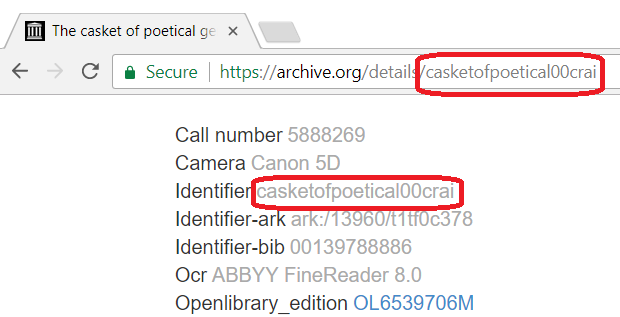 The casket of poetical ge
Secure https://archive.org/details/casketofpoetical00crai
Call number 5888269
Camera Canon 5D
Identifier casketofpoetical00crai
Identifier-ark ark:/13960/t1tf0c378
Identifier-bib 00139788886
Ocr ABBYY FineReader 8.0
Openlibrary_edition OL6539706M